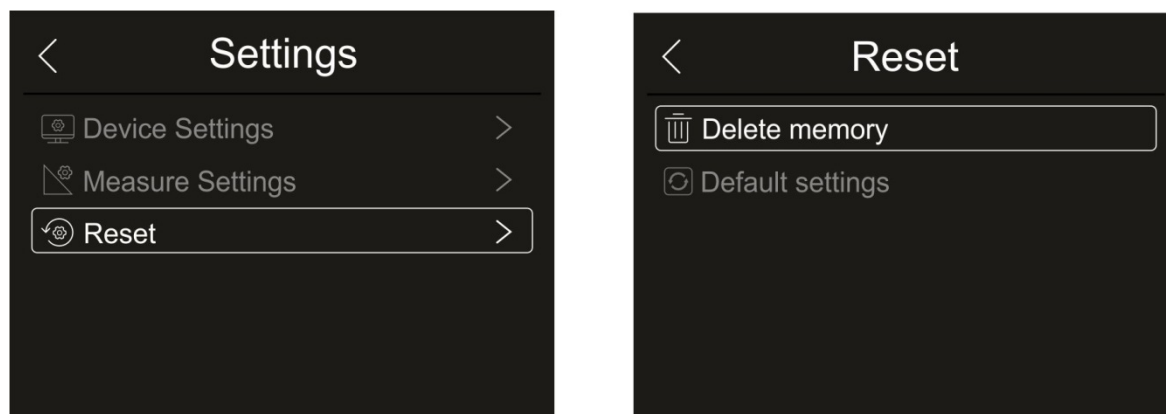 Settings
Device Settings
Measure Settings
Reset
Reset
Delete memory
Default settings